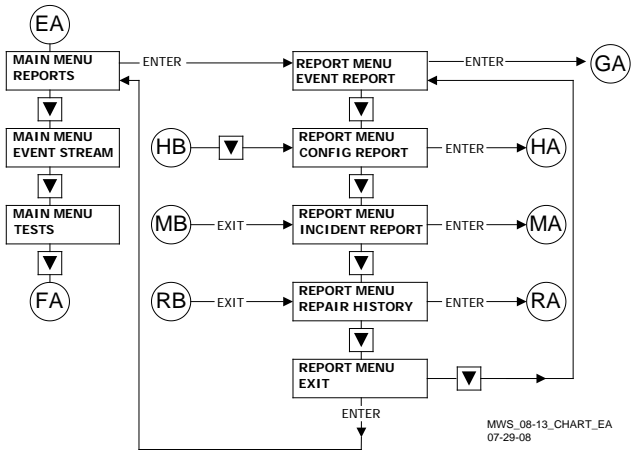 EA
MAIN MENU
REPORTS
ENTER
REPORT MENU
EVENT REPORT
ENTER
GA
MAIN MENU
EVENT STREAM
HB
REPORT MENU
CONFIG REPORT
ENTER
HA
MAIN MENU
TESTS
MB
EXIT
REPORT MENU
INCIDENT REPORT
ENTER
MA
FA
RB
EXIT
REPORT MENU
REPAIR HISTORY
ENTER
RA
REPORT MENU
EXIT
ENTER
MWS_08-13_CHART_EA
07-29-08